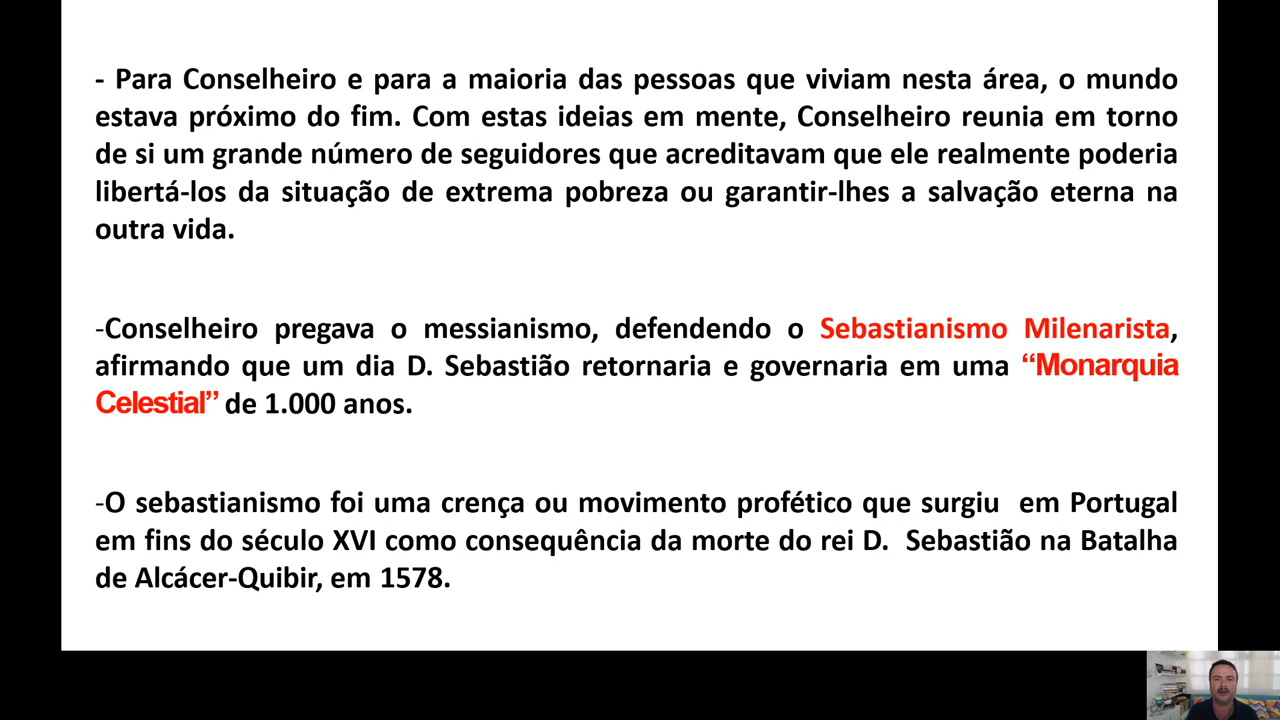 - Para Conselheiro e para a maioria das pessoas que viviam nesta área, o mundo
estava próximo do fim. Com estas ideias em mente, Conselheiro reunia em torno
de si um grande número de seguidores que acreditavam que ele realmente poderia
libertá-los da situação de extrema pobreza ou garantir-lhes a salvação eterna na
outra vida.
-Conselheiro pregava o messianismo, defendendo o Sebastianismo Milenarista,
afirmando que um dia D. Sebastião retornaria e governaria em uma “Monarquia
Celestial” de 1.000 anos.
-O sebastianismo foi uma crença ou movimento profético que surgiu em Portugal
em fins do século XVI como consequência da morte do rei D. Sebastião na Batalha
de Alcácer-Quibir, em 1578.